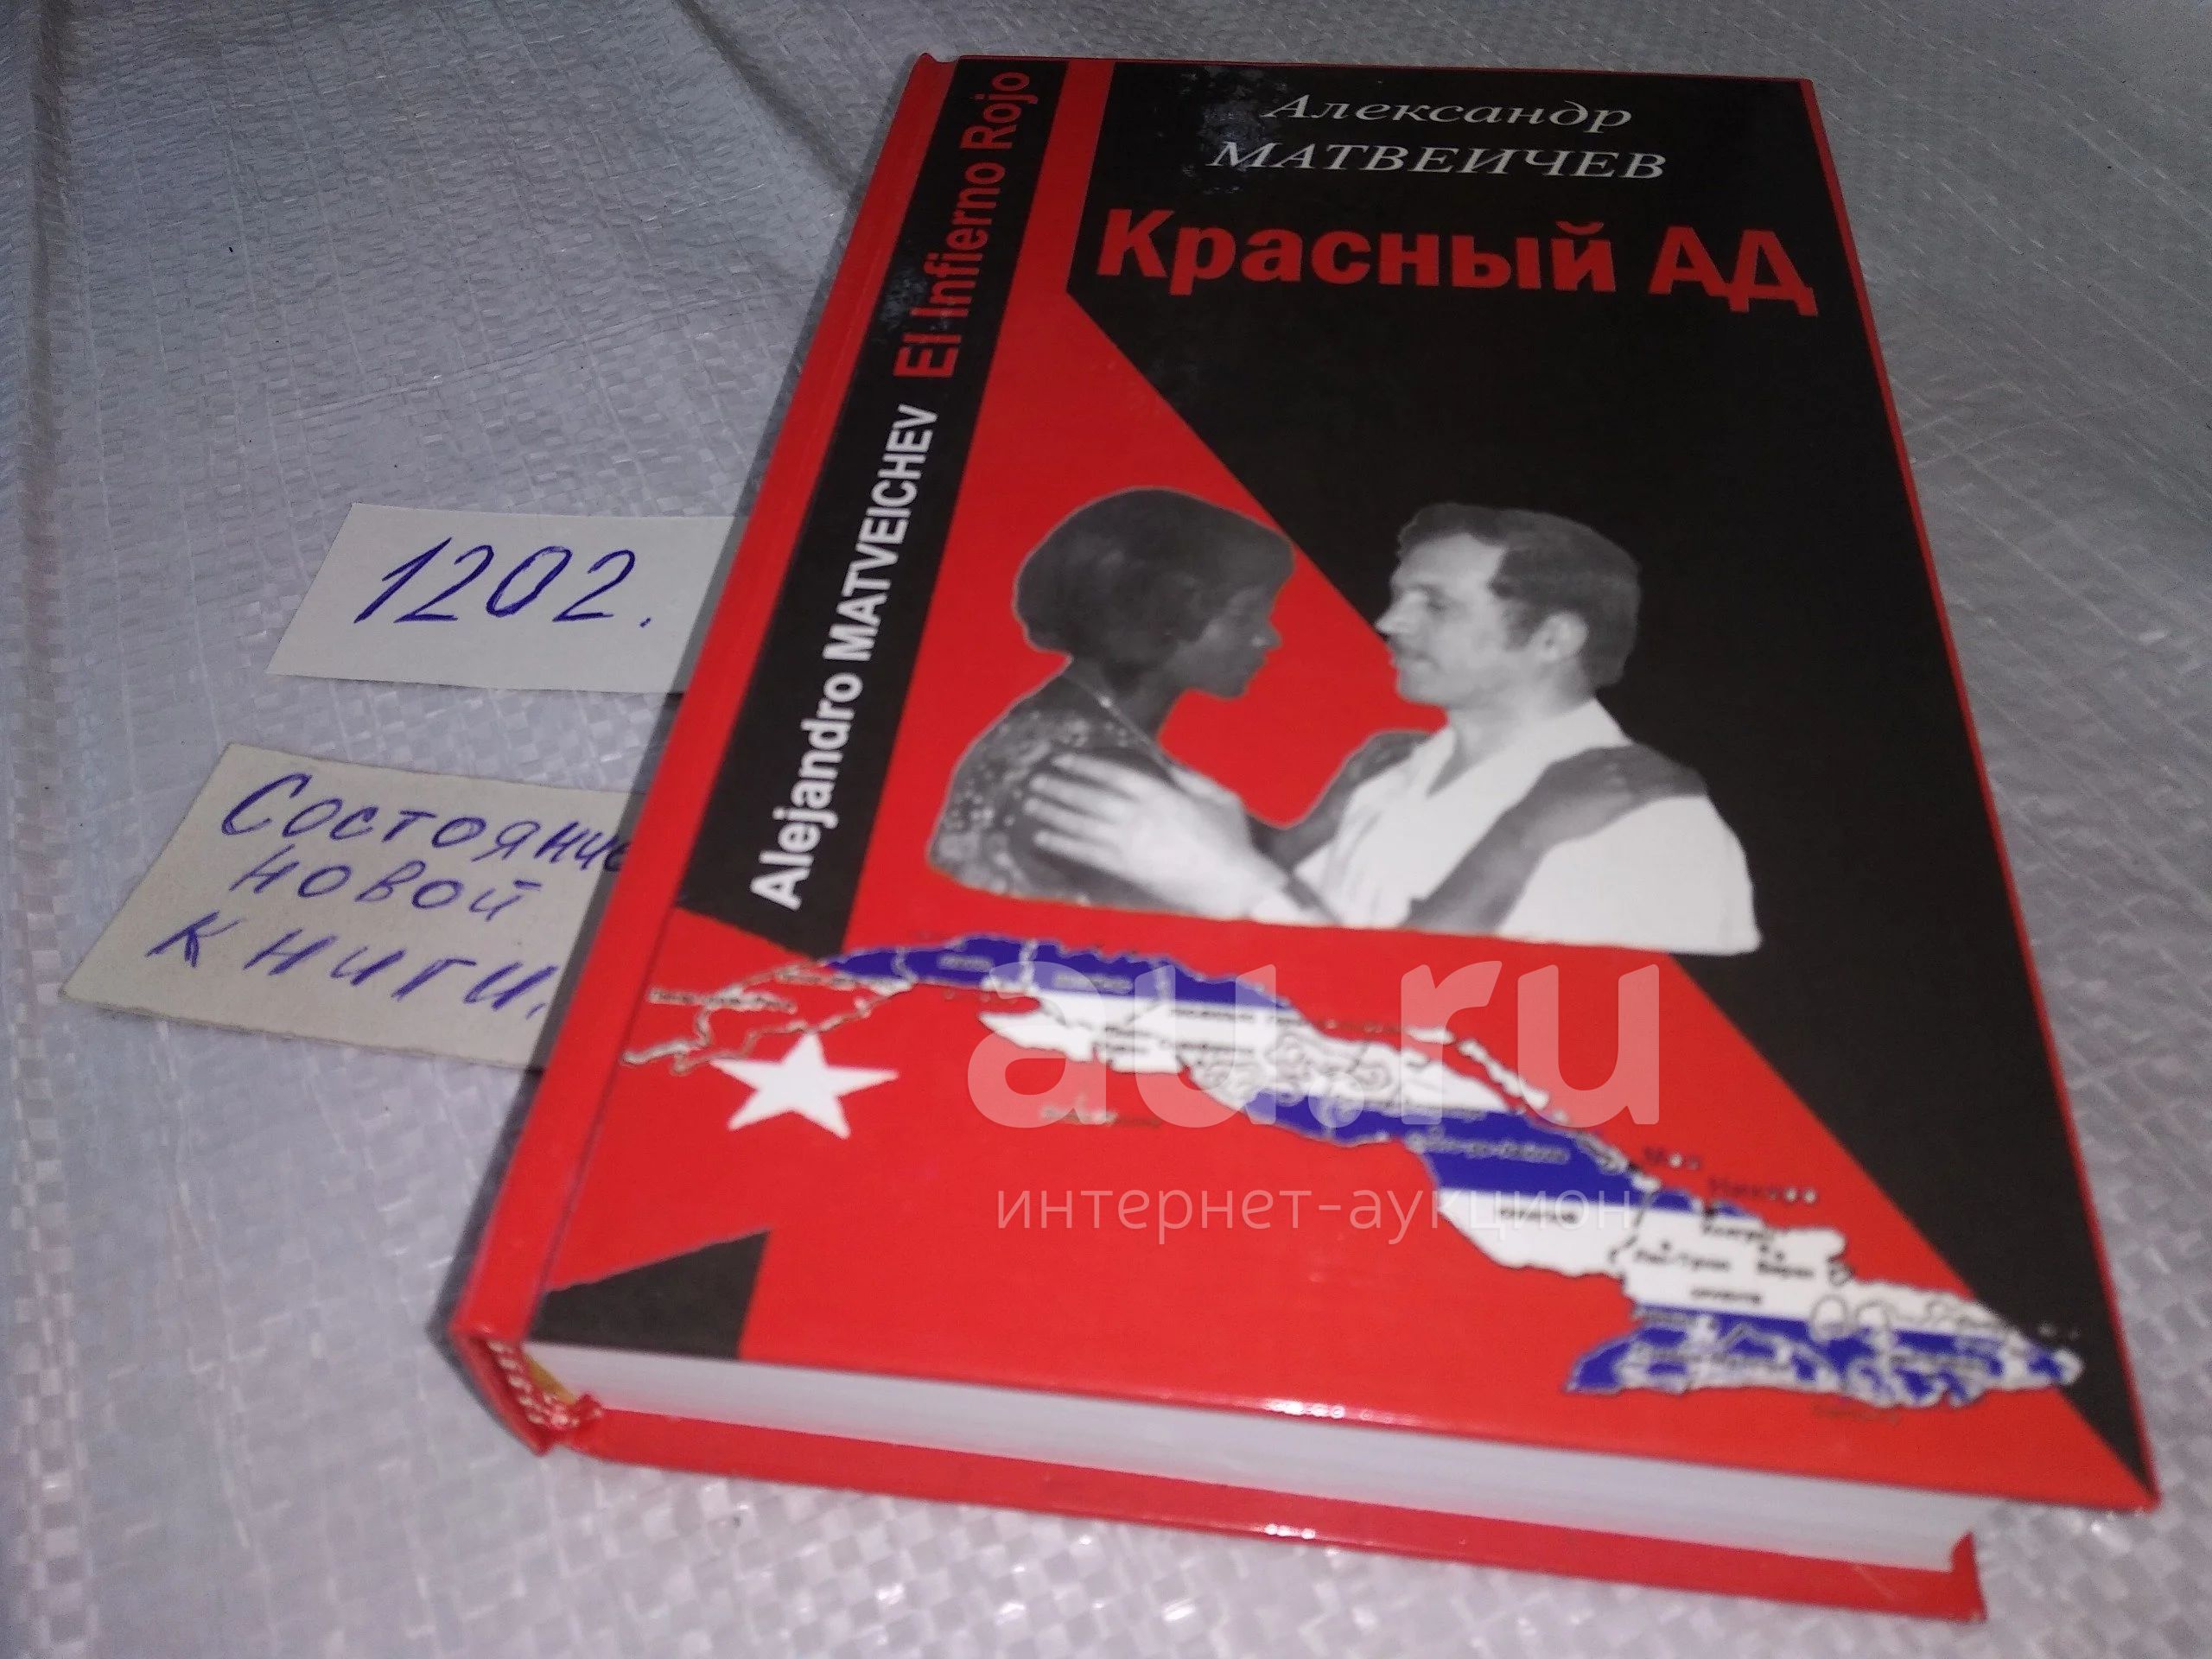 Александр
МАТВЕИЧЕВ
Красный АД
Alejandro MATVEICHEV El Infierno Rojo
1202.
Состояние
новой
книги.
au.ru
интернет-аукцион